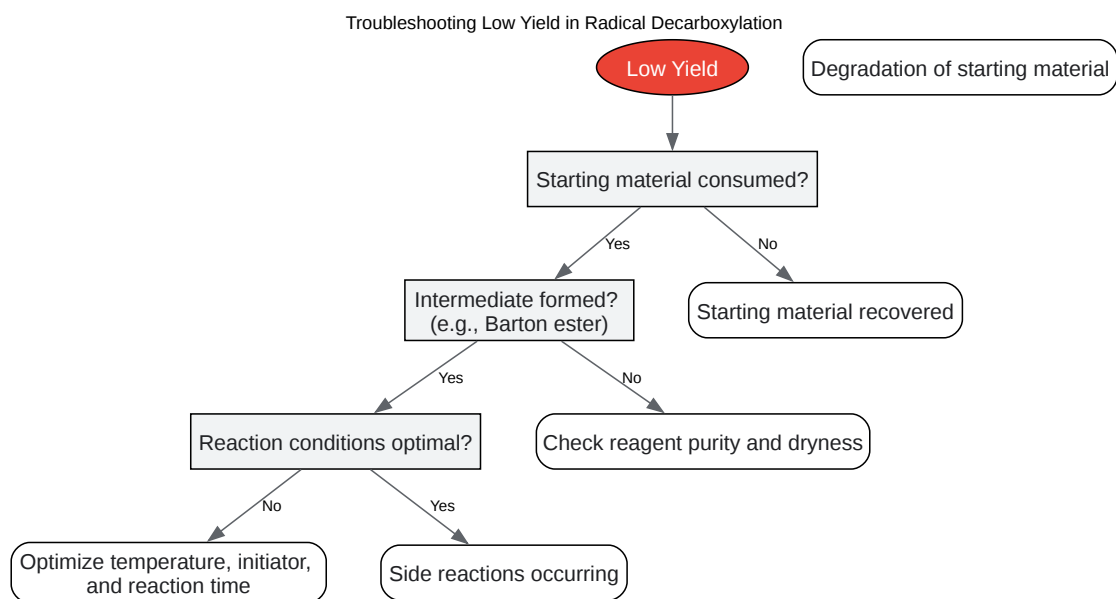 Troubleshooting Low Yield in Radical Decarboxylation
Low Yield
Degradation of starting material
Starting material consumed?
Yes
No
Intermediate formed?
(e.g., Barton ester)
Starting material recovered
Yes
No
Reaction conditions optimal?
Check reagent purity and dryness
No
Yes
Optimize temperature, initiator,
and reaction time
Side reactions occurring